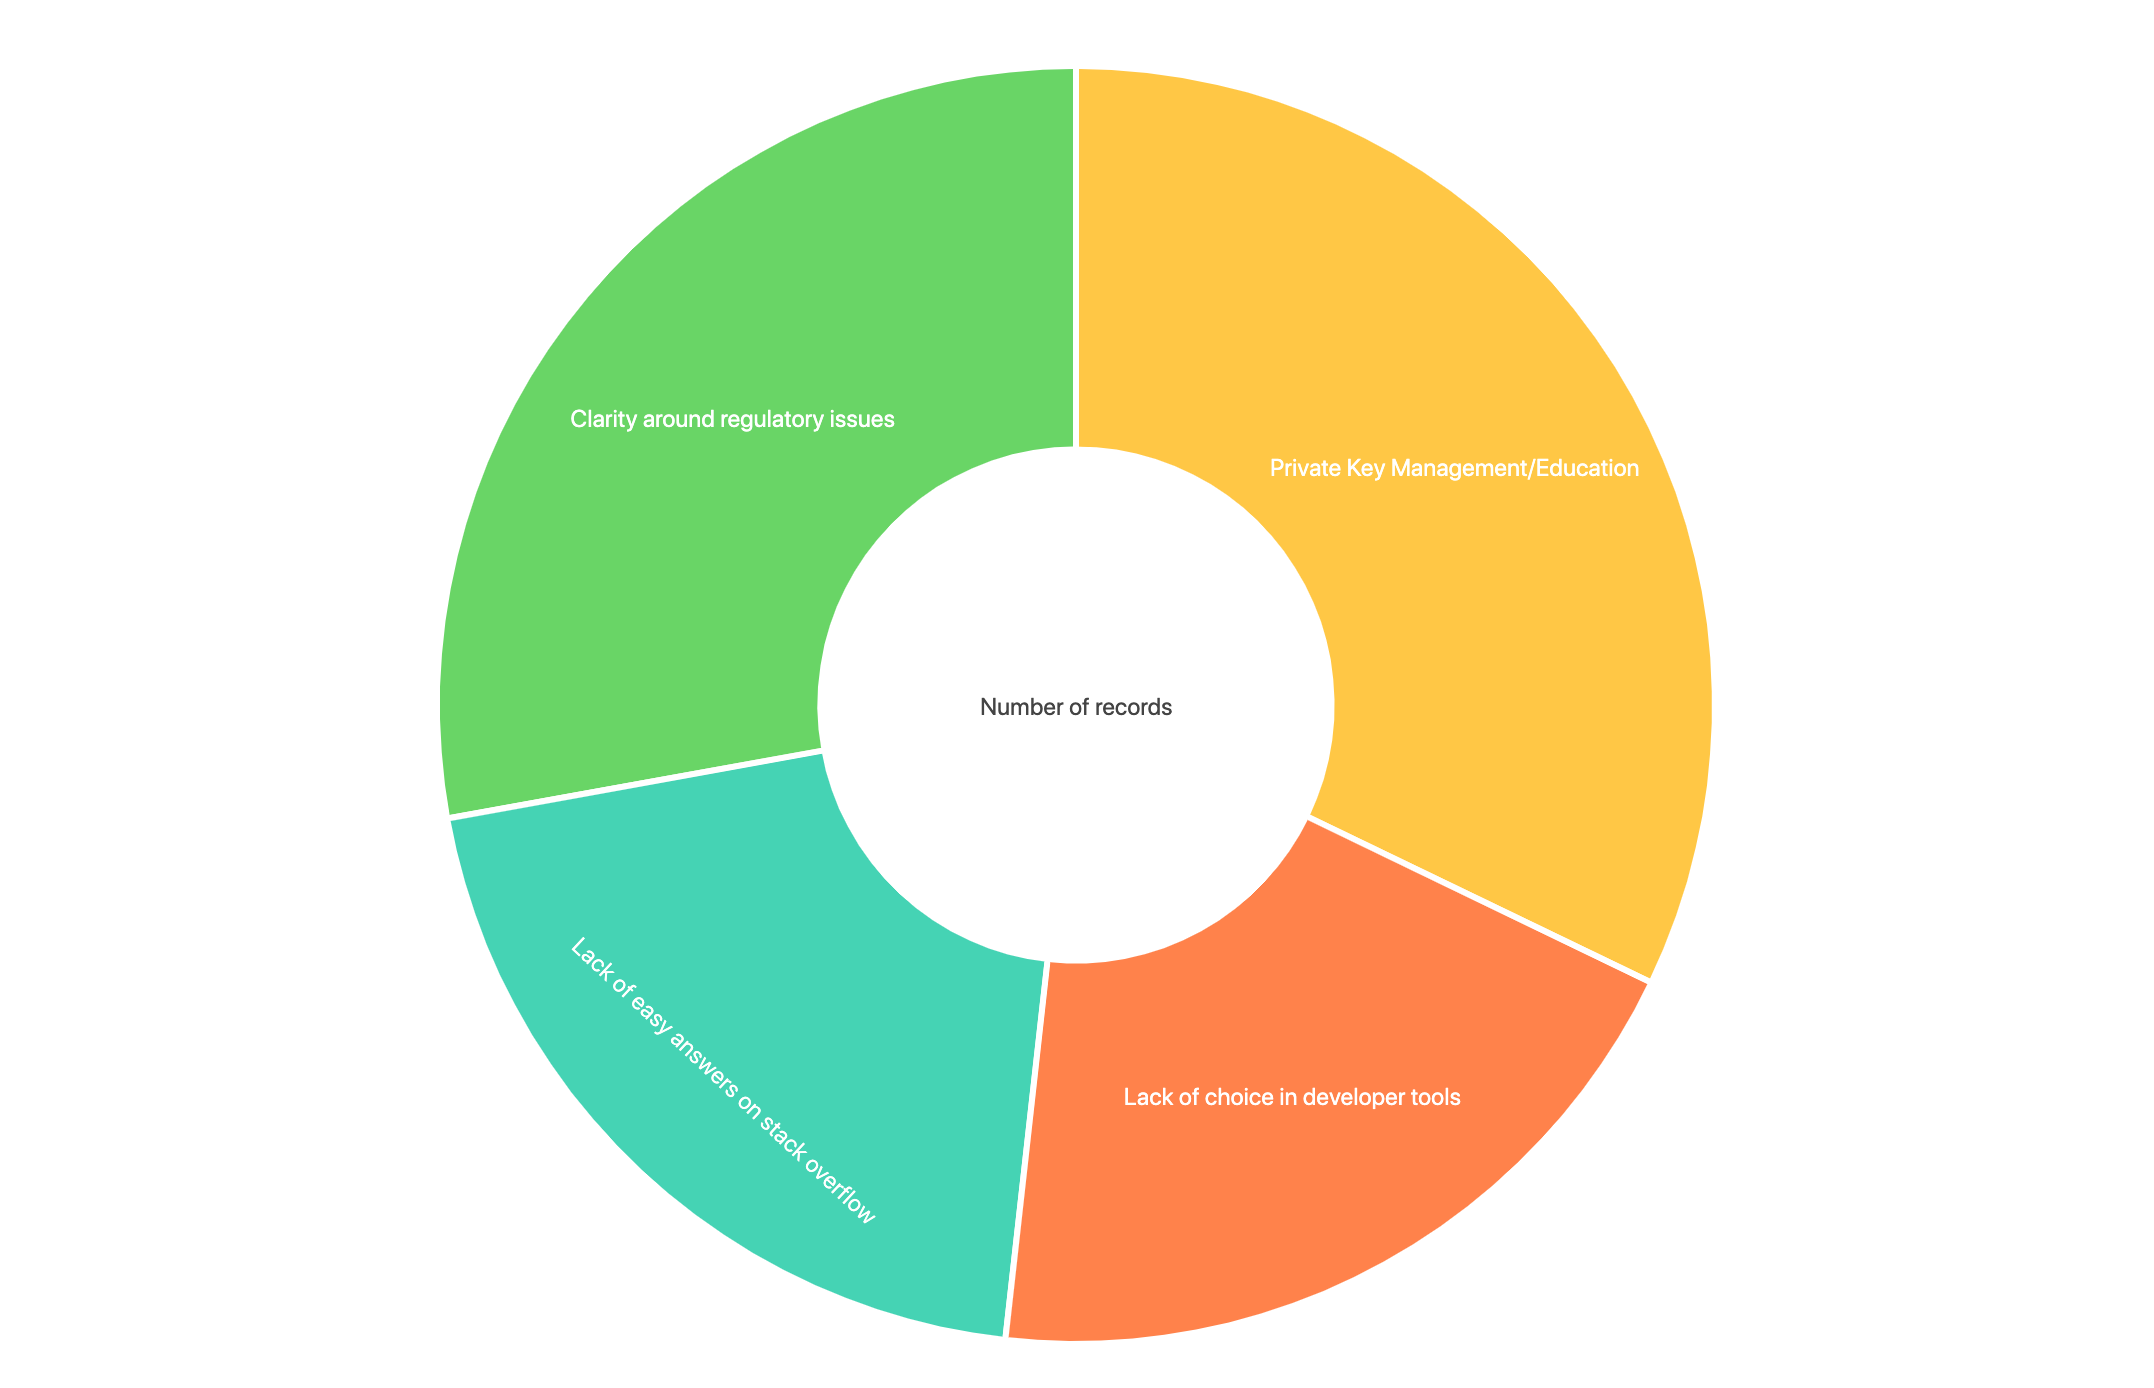 Clarity around regulatory issues
Private Key Management/Education
Number of records
Lack of easy answers on stack overflow
Lack of choice in developer tools